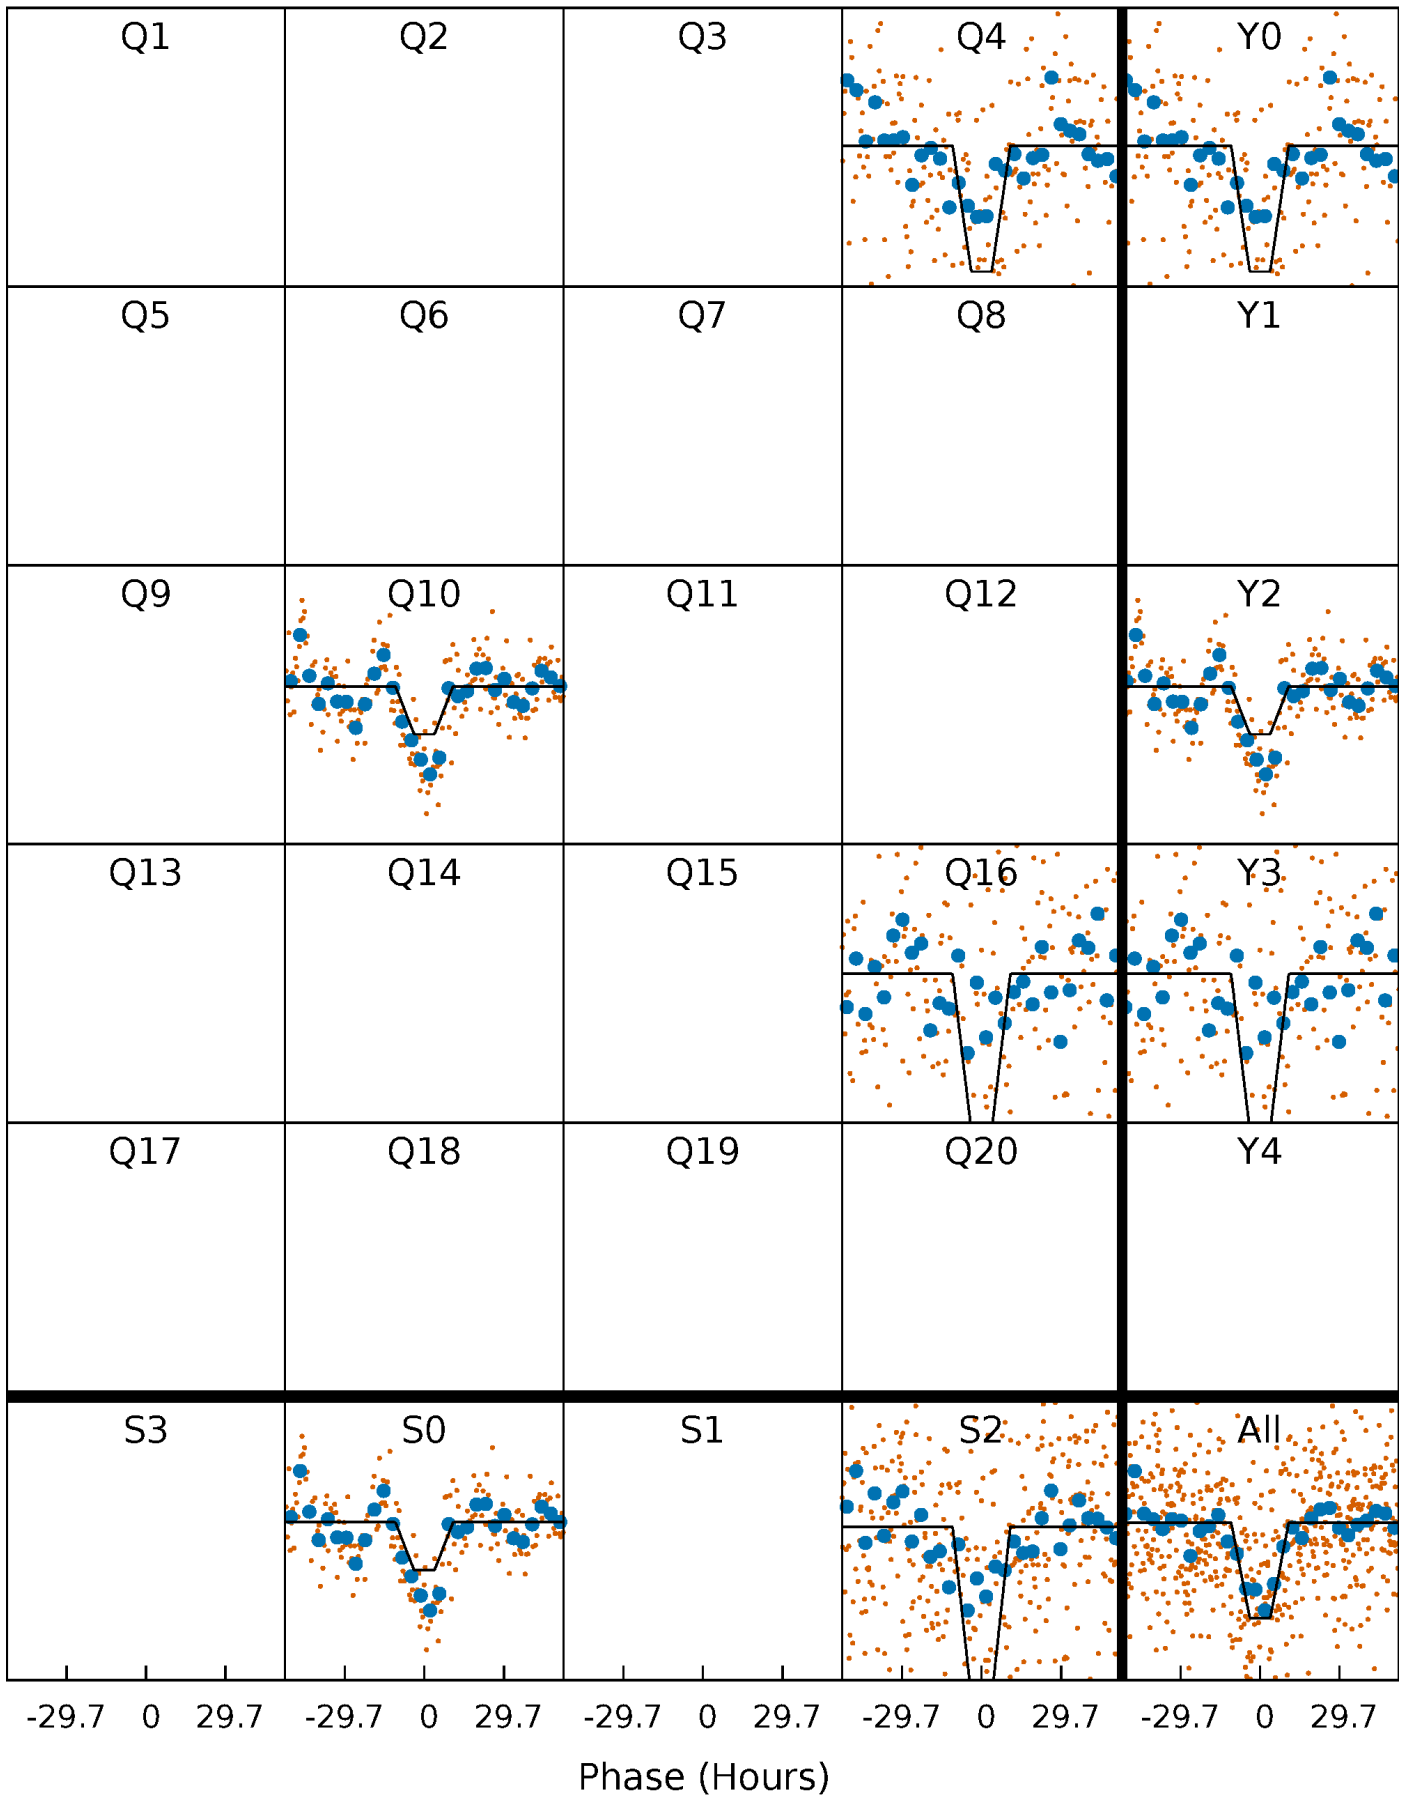 Q1 Q2 Q3 Q4 Y0
Q5 Q6 Q7 Q8 Y1
Q9 Q10 Q11 Q12 Y2
Q13 Q14 Q15 Q16 Y3
Q17 Q18 Q19 Q20 Y4
S3 S0 S1 S2 All
-29.7 0 29.7 -29.7 0 29.7 -29.7 0 29.7 -29.7 0 29.7 -29.7 0 29.7
Phase (Hours)